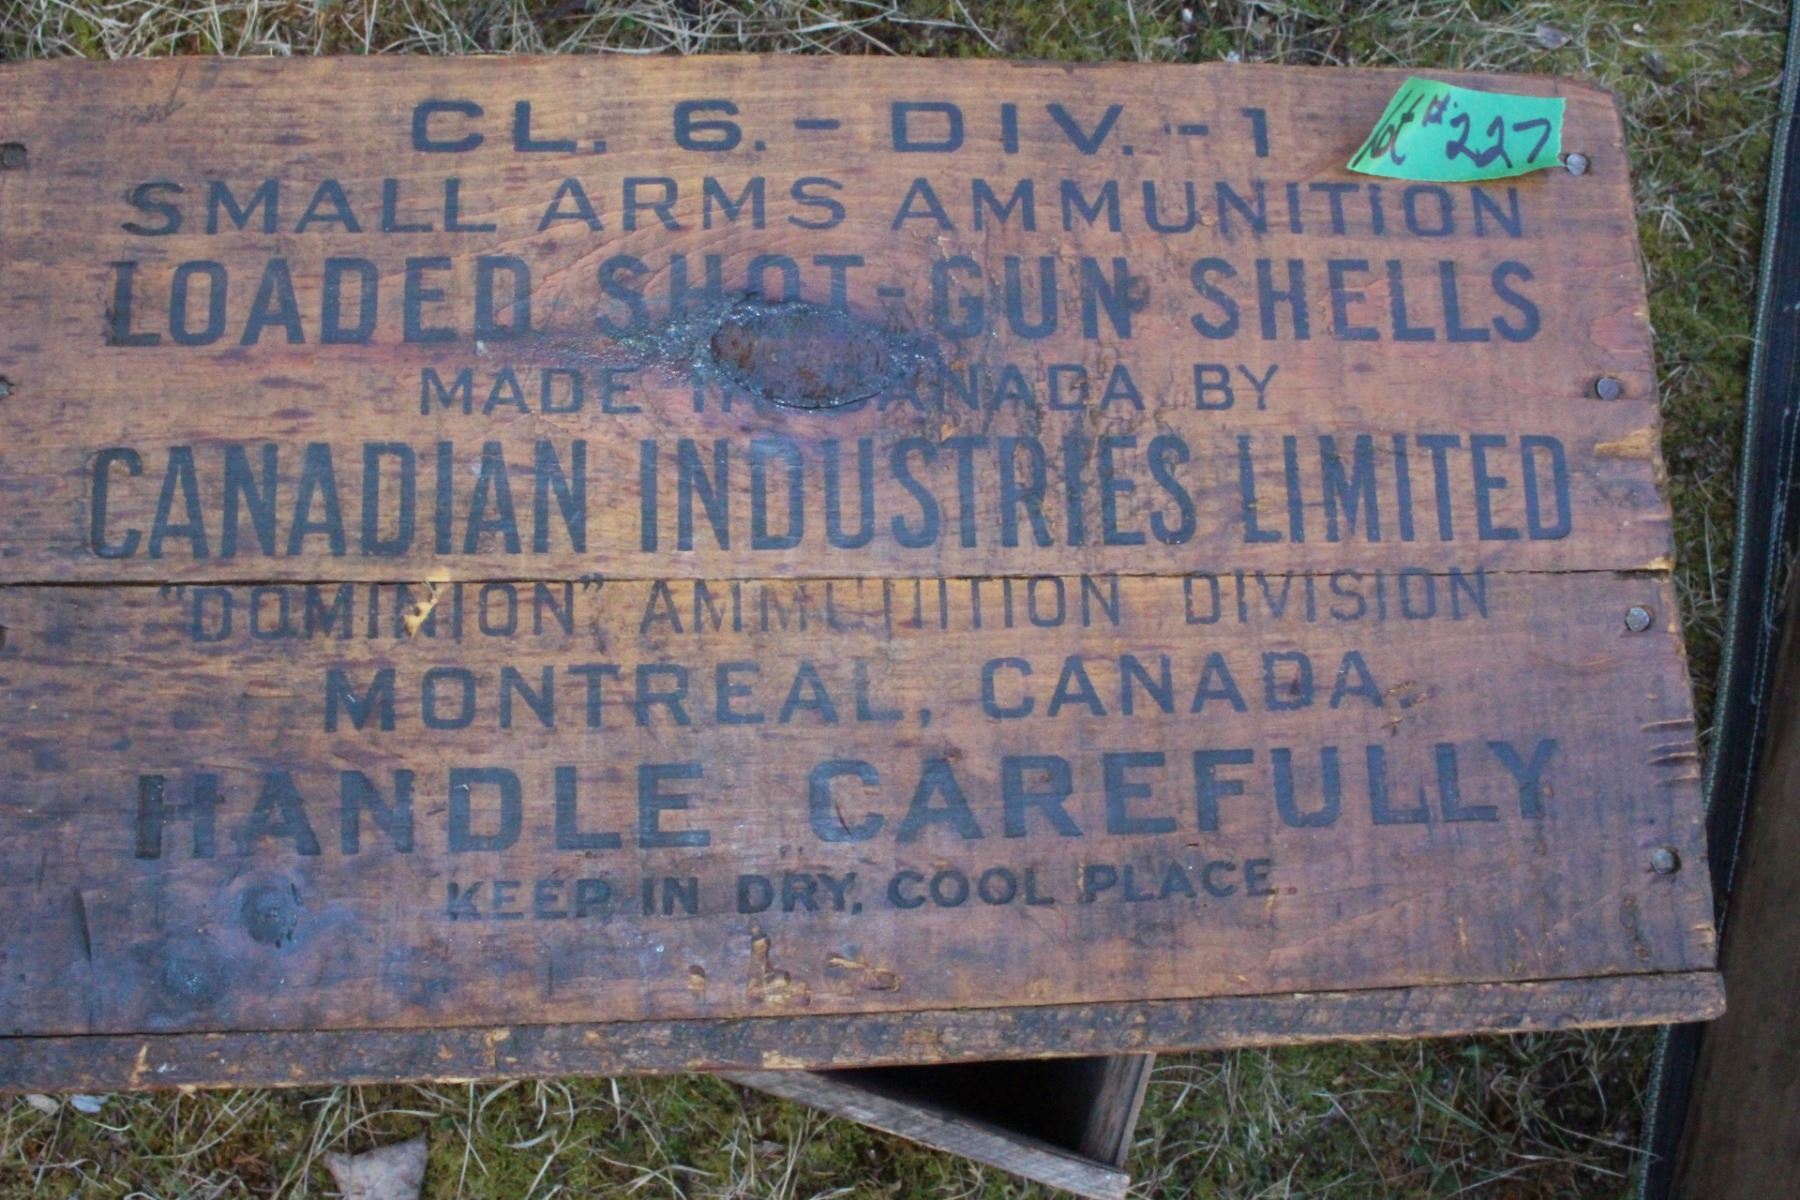 CL. 6. - DIV. - 1
Lot #: 227
SMALL ARMS AMMUNITION
LOADED SHOT-GUN SHELLS
MADE IN CANADA BY
CANADIAN INDUSTRIES LIMITED
"DOMINION" AMMUNITION DIVISION
MONTREAL, CANADA.
HANDLE CAREFULLY
KEEP IN DRY, COOL PLACE.